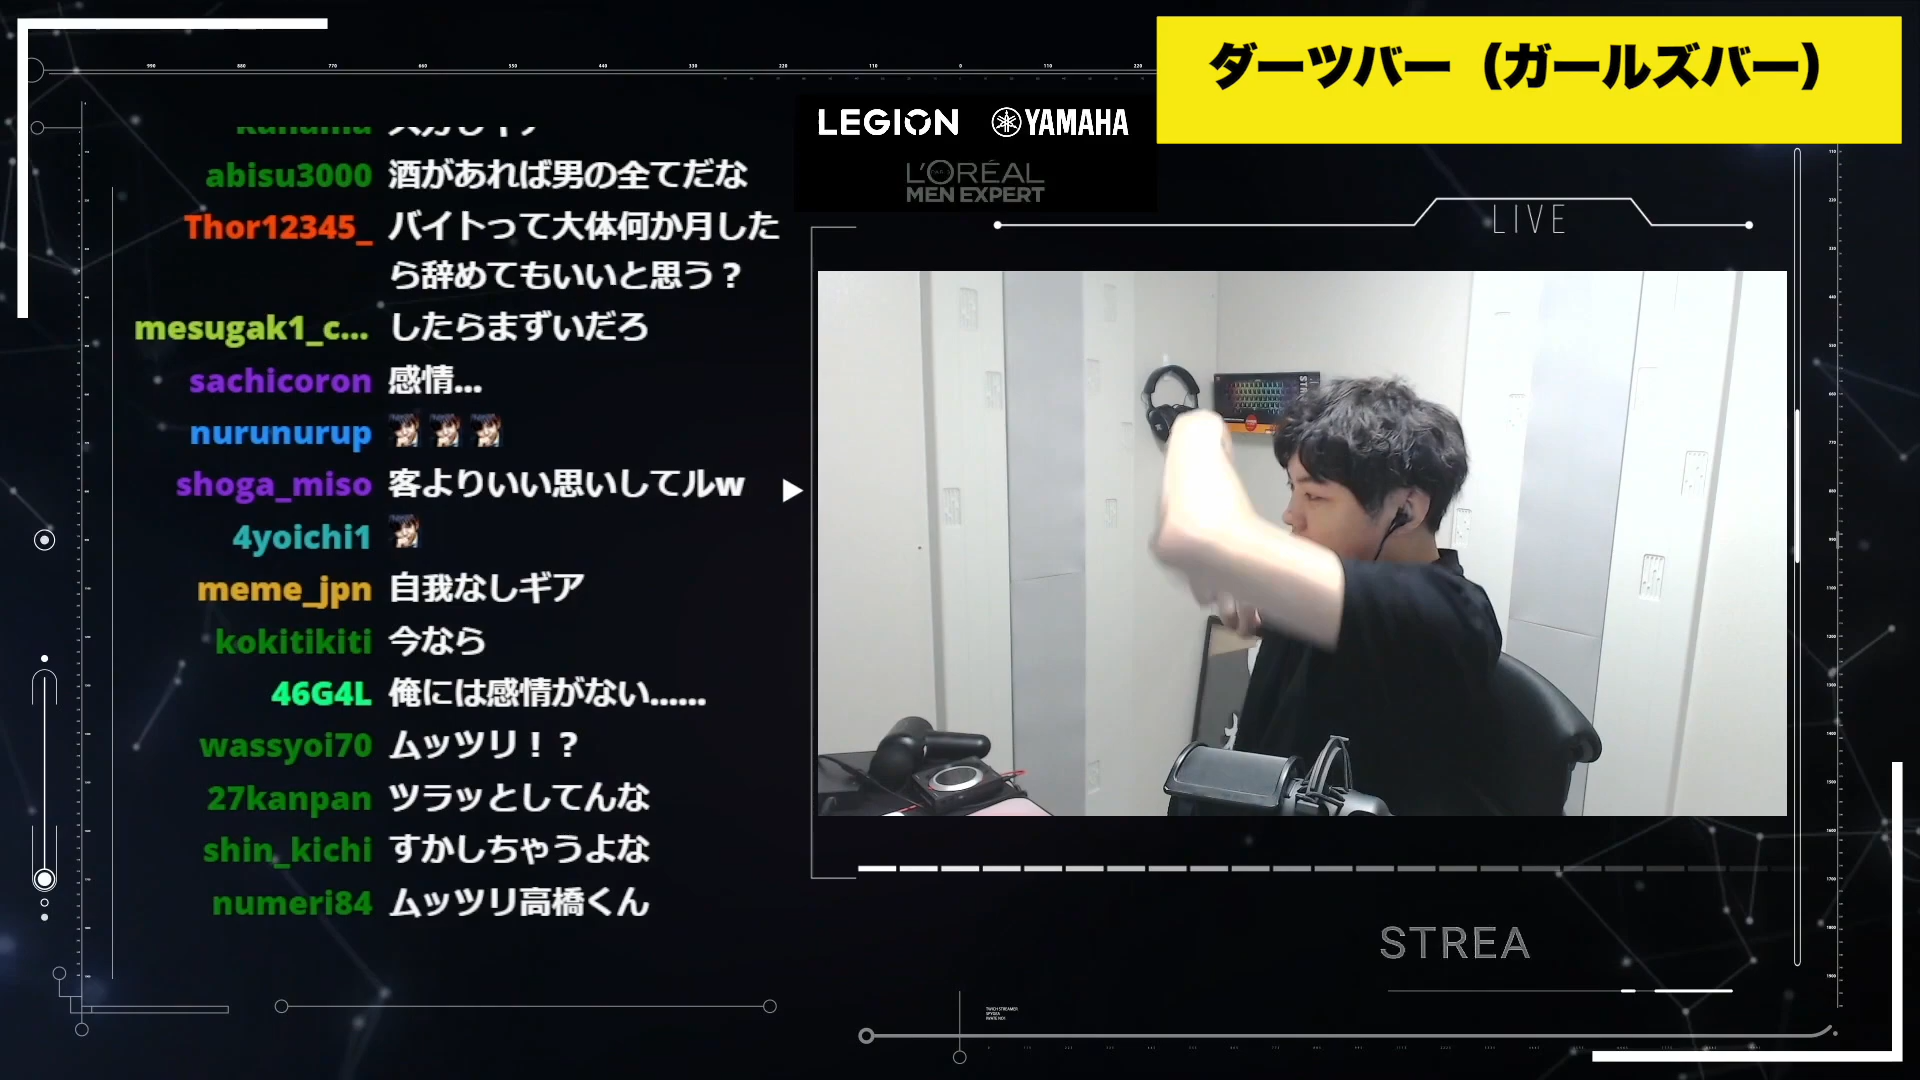 ダーツバー（ガールズバー）
LEGION YAMAHA
L'ORÉAL
MEN EXPERT
LIVE
abisu3000 酒があれば男の全てだな
Thor12345_ バイトって大体何か月した
ら辞めてもいいと思う？
mesugak1_c... したらまずいだろ
sachicoron 感情...
nurunurup
shoga_miso 客よりいい思いしてルw
4yoichi1
meme_jpn 自我なしギア
kokitikiti 今なら
46G4L 俺には感情がない......
wassyoi70 ムッツリ！？
27kanpan ツラッとしてんな
shin_kichi すかしちゃうよな
numeri84 ムッツリ高橋くん
STREA